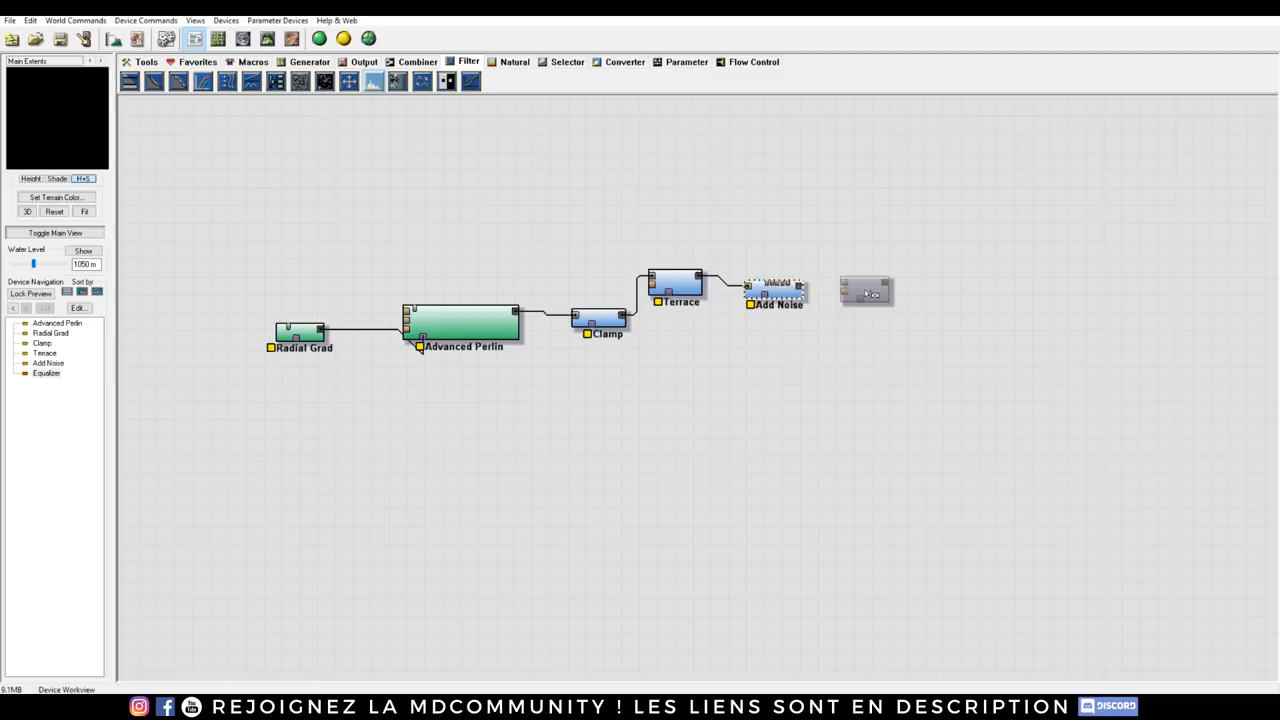 File Edit World Commands Device Commands Views Devices Parameter Devices Help & Web
Main Extents
Tools Favorites Macros Generator Output Combiner Filter Natural Selector Converter Parameter Flow Control
Height Shade H+S
Set Terrain Color...
3D Reset Fit
Toggle Main View
Water Level Show
1050 m
Device Navigation Sort by:
Lock Preview
Edit...
Advanced Perlin
Radial Grad
Clamp
Terrace
Add Noise
Equalizer
Terrace
Add Noise
Clamp
Radial Grad
Advanced Perlin
9.1MB Device Workview
REJOIGNEZ LA MDCOMMUNITY ! LES LIENS SONT EN DESCRIPTION DISCORD